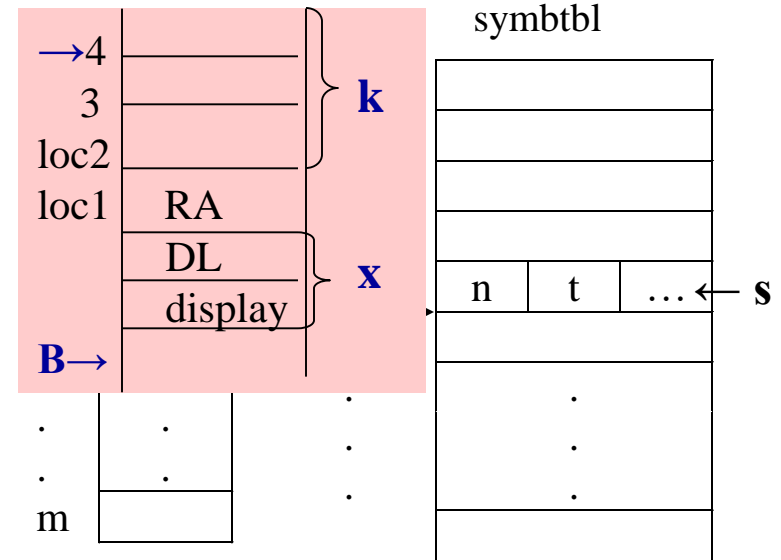 symbtbl
→4
3
k
loc2
loc1 RA
DL
x
display
n t … ← s
B→
. . . .
. . .
. . . .
m